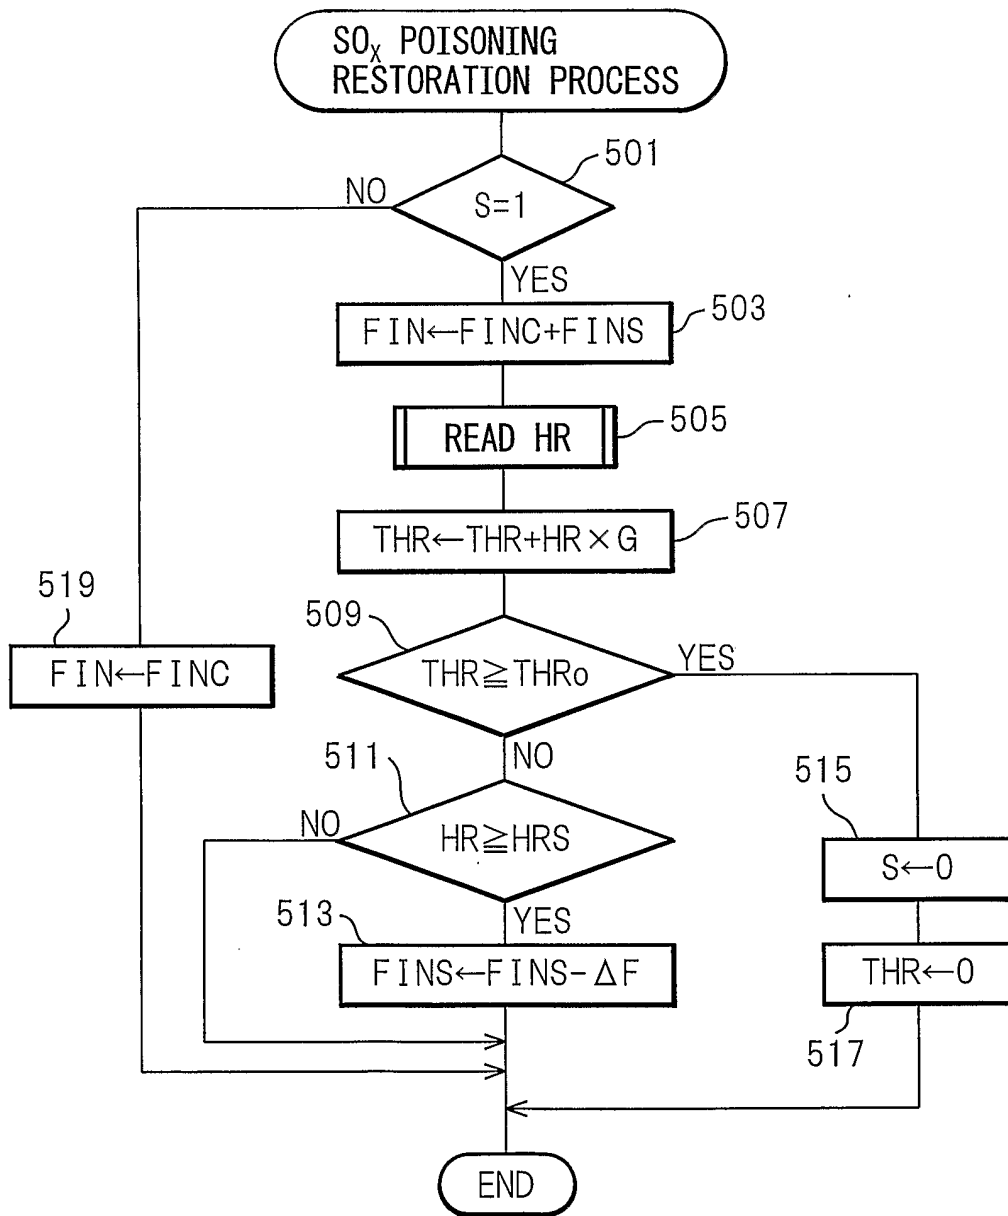 SOX POISONING
RESTORATION PROCESS
501
NO
S=1
YES
503
FIN←FINC+FINS
505
READ HR
507
THR←THR+HR×G
519
FIN←FINC
509
THR≧THRo
YES
NO
511
NO
HR≧HRS
515
S←0
513
YES
FINS←FINS-ΔF
THR←0
517
END